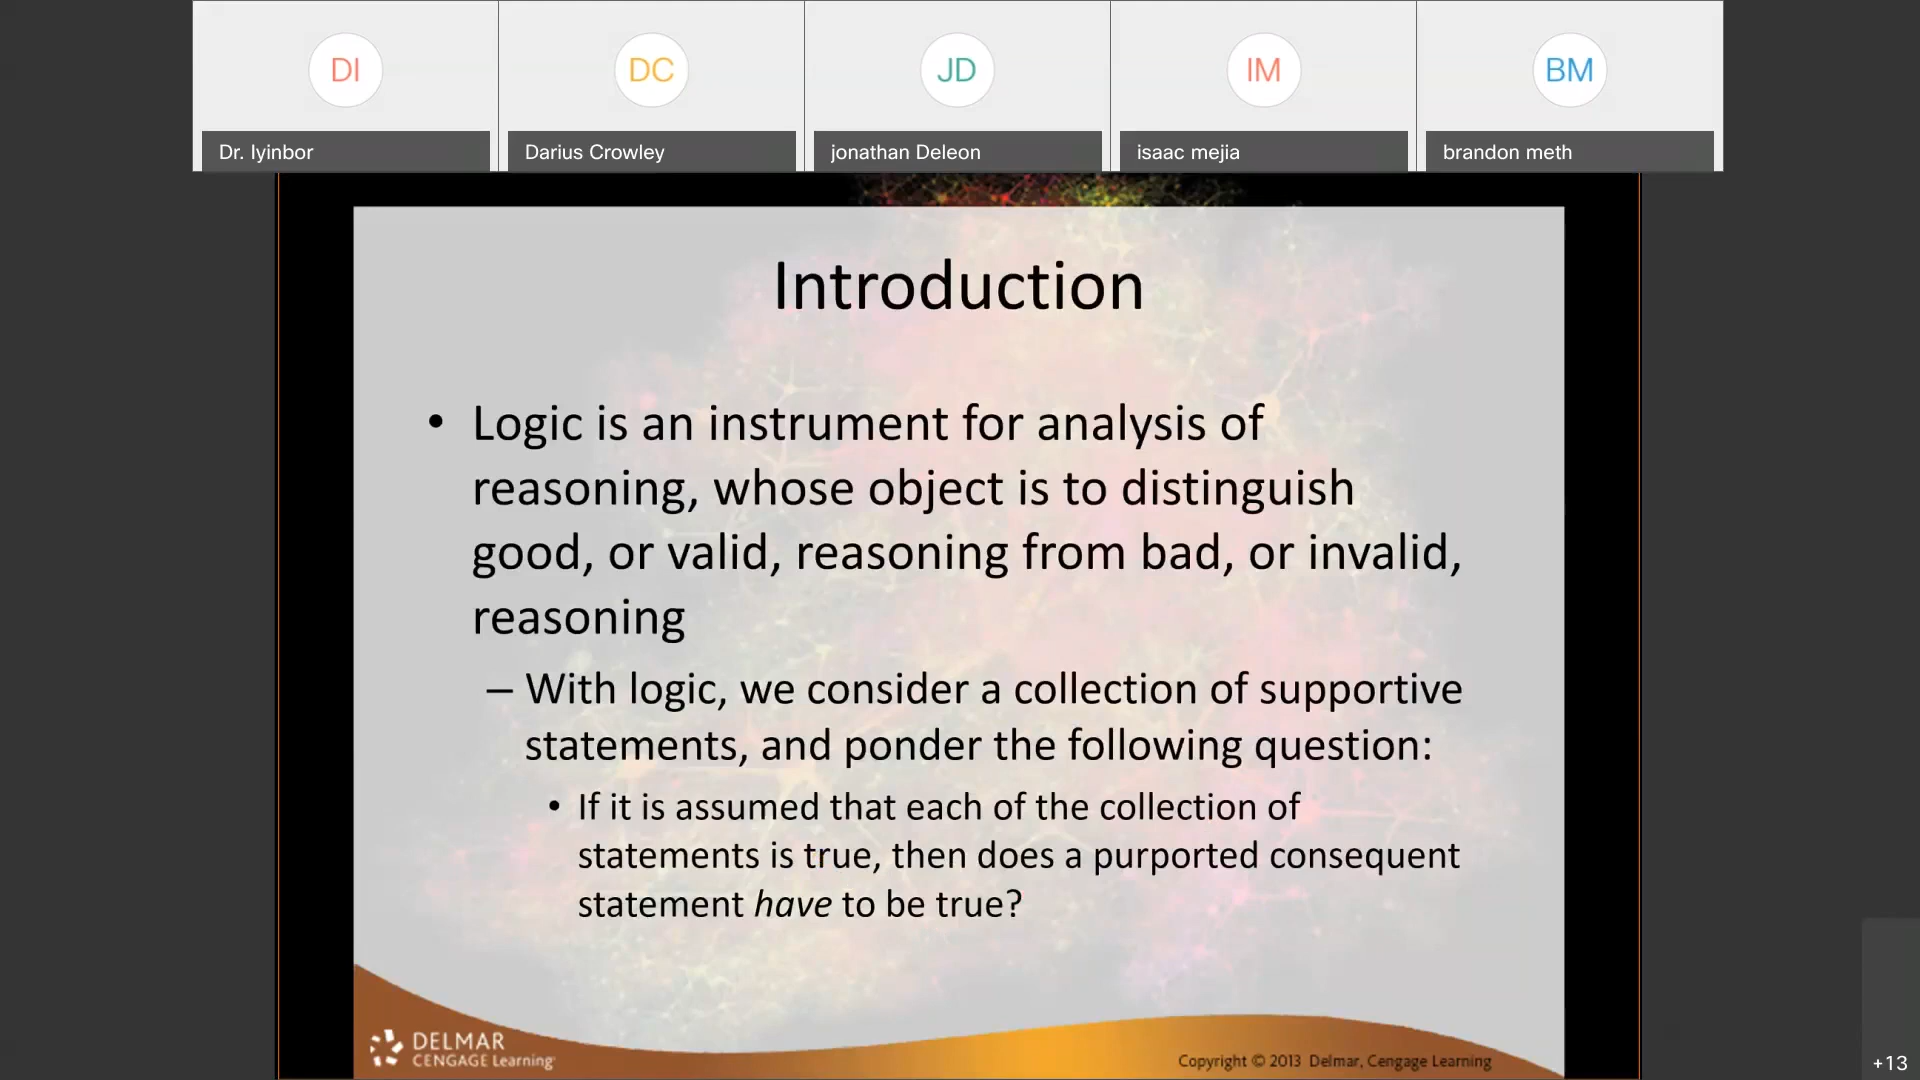 DI
DC
JD
IM
BM
Dr. Iyinbor
Darius Crowley
jonathan Deleon
isaac mejia
brandon meth
Introduction
• Logic is an instrument for analysis of
reasoning, whose object is to distinguish
good, or valid, reasoning from bad, or invalid,
reasoning
– With logic, we consider a collection of supportive
statements, and ponder the following question:
• If it is assumed that each of the collection of
statements is true, then does a purported consequent
statement have to be true?
DELMAR
CENGAGE Learning
Copyright © 2013 Delmar, Cengage Learning
+13